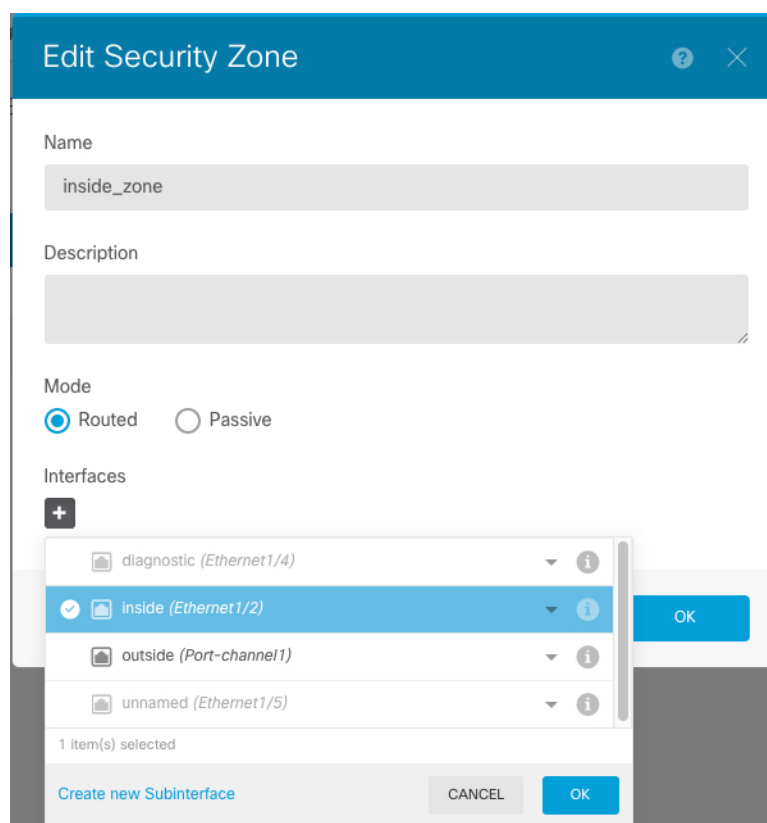 Edit Security Zone
Name
inside_zone
Description
Mode
Routed Passive
Interfaces
diagnostic (Ethernet1/4)
inside (Ethernet1/2)
OK
outside (Port-channel1)
unnamed (Ethernet1/5)
1 item(s) selected
Create new Subinterface CANCEL OK